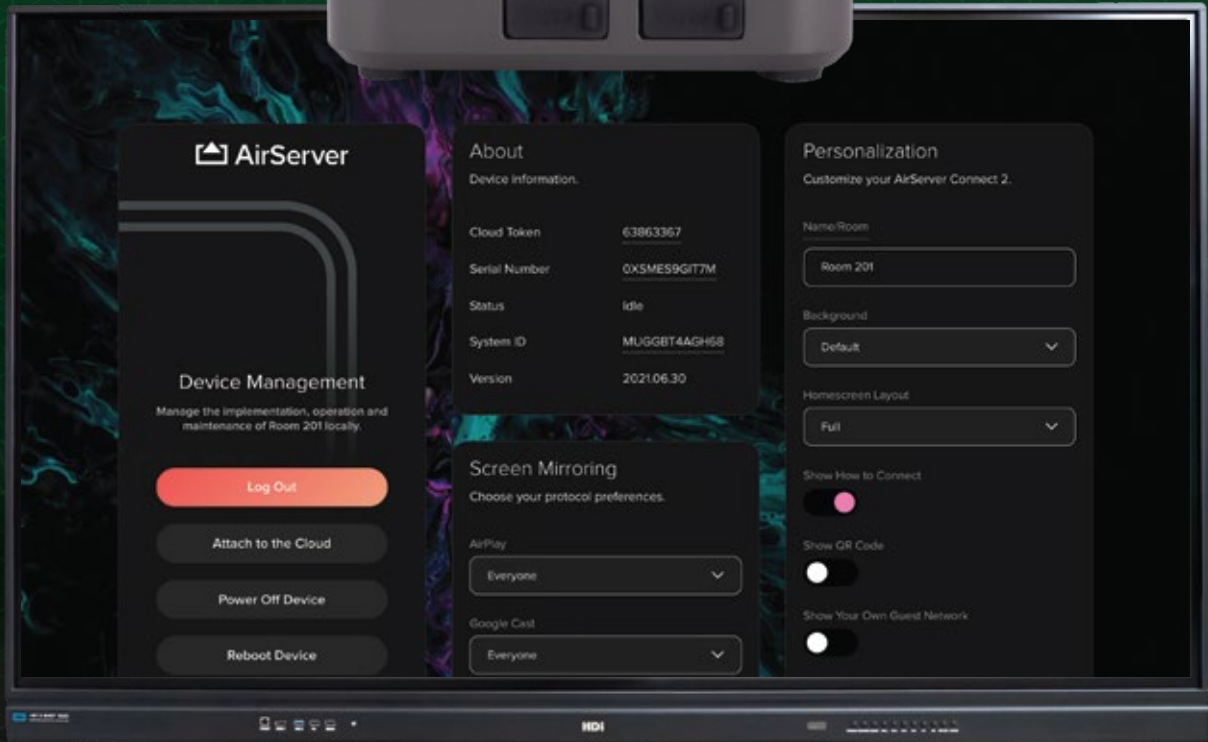 AirServer
Device Management
Manage the implementation, operation and
maintenance of Room 201 locally.
Log Out
Attach to the Cloud
Power Off Device
Reboot Device
About
Device information.
Cloud Token 63863367
Serial Number 0XSMES9GIT7M
Status Idle
System ID MUGGBT4AGH68
Version 2021.06.30
Screen Mirroring
Choose your protocol preferences.
AirPlay
Everyone
Google Cast
Everyone
Personalization
Customize your AirServer Connect 2.
Name/Room
Room 201
Background
Default
Homescreen Layout
Full
Show How to Connect
Show QR Code
Show Your Own Guest Network
HDi